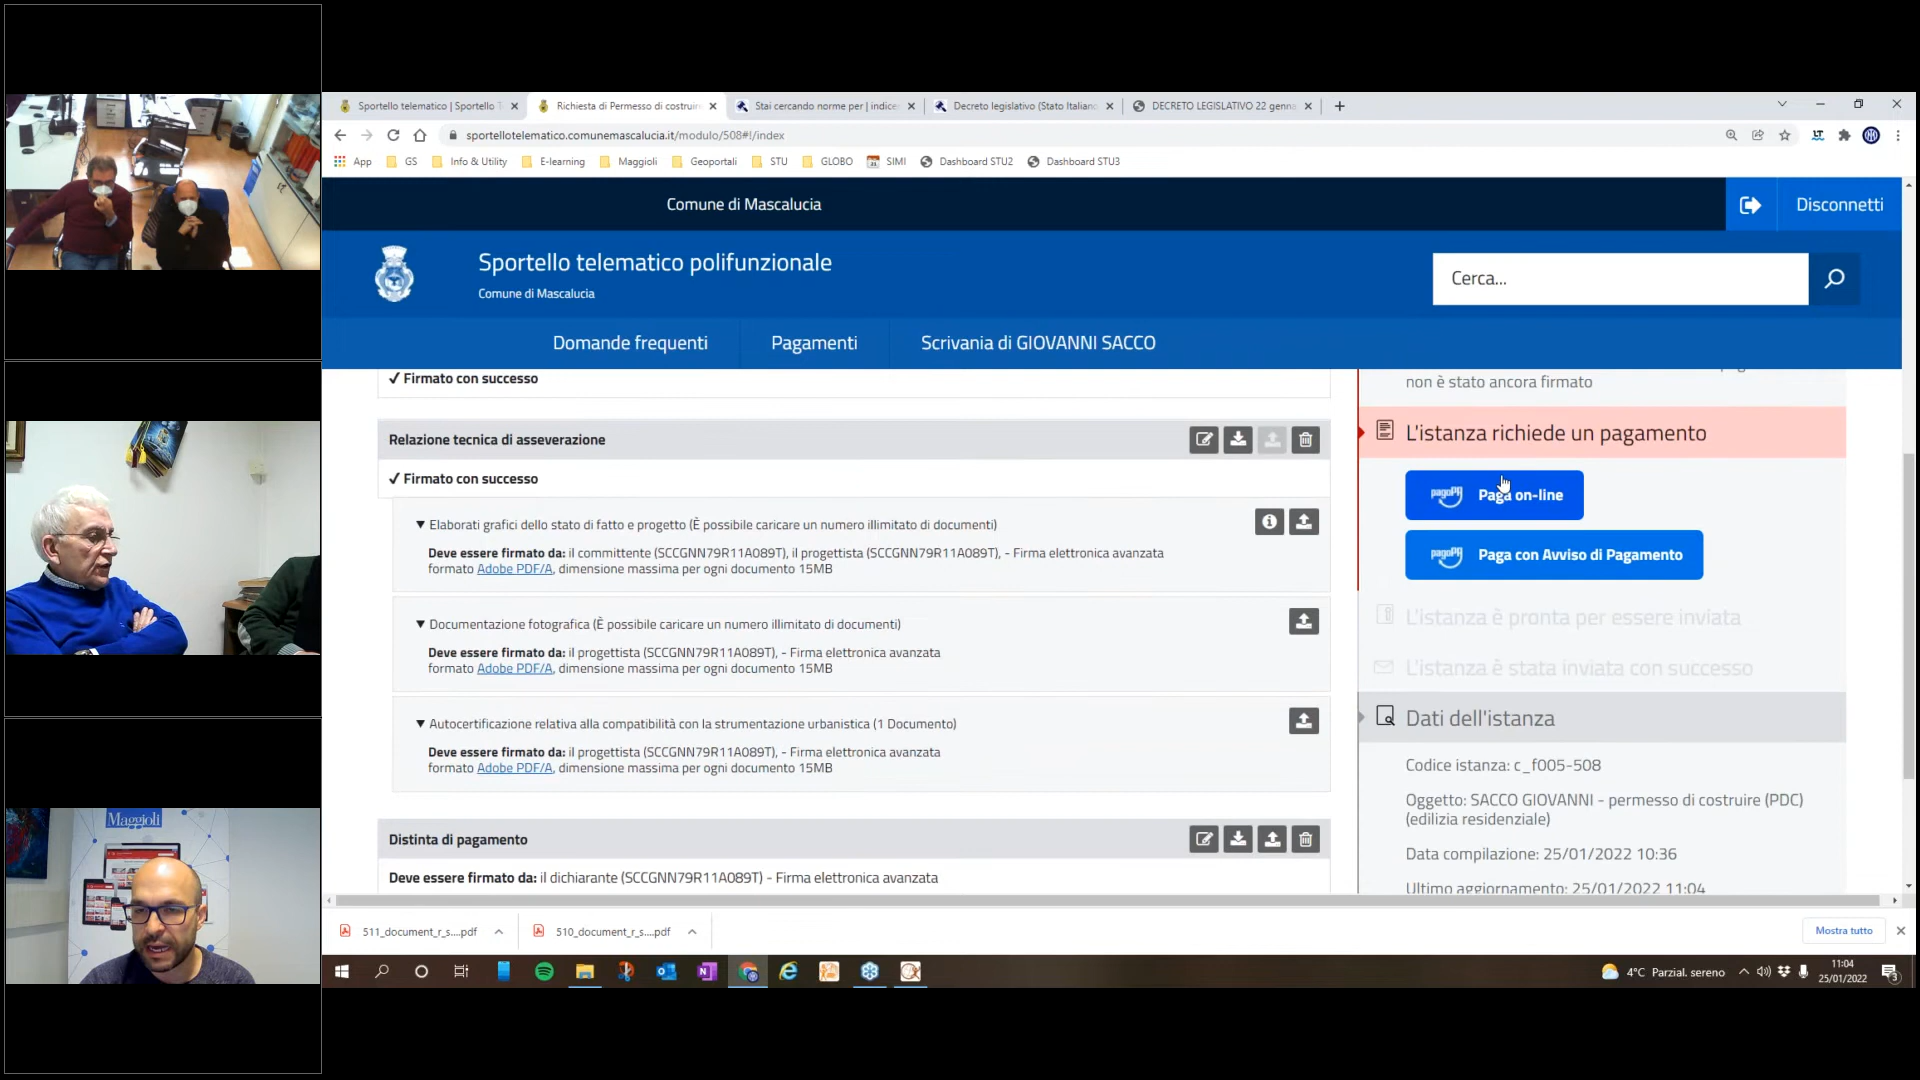 Sportello telematico | Sportello T
Richiesta di Permesso di costruir
Stai cercando norme per | indice
Decreto legislativo (Stato Italiano
DECRETO LEGISLATIVO 22 genna
sportellotelematico.comunemascalucia.it/modulo/508#!/index
App
GS
Info & Utility
E-learning
Maggioli
Geoportali
STU
GLOBO
SIMI
Dashboard STU2
Dashboard STU3
Comune di Mascalucia
Disconnetti
Sportello telematico polifunzionale
Comune di Mascalucia
Cerca...
Domande frequenti
Pagamenti
Scrivania di GIOVANNI SACCO
✓ Firmato con successo
Relazione tecnica di asseverazione
✓ Firmato con successo
▼ Elaborati grafici dello stato di fatto e progetto (È possibile caricare un numero illimitato di documenti)
Deve essere firmato da: il committente (SCCGNN79R11A089T), il progettista (SCCGNN79R11A089T), - Firma elettronica avanzata
formato Adobe PDF/A, dimensione massima per ogni documento 15MB
▼ Documentazione fotografica (È possibile caricare un numero illimitato di documenti)
Deve essere firmato da: il progettista (SCCGNN79R11A089T), - Firma elettronica avanzata
formato Adobe PDF/A, dimensione massima per ogni documento 15MB
▼ Autocertificazione relativa alla compatibilità con la strumentazione urbanistica (1 Documento)
Deve essere firmato da: il progettista (SCCGNN79R11A089T), - Firma elettronica avanzata
formato Adobe PDF/A, dimensione massima per ogni documento 15MB
Distinta di pagamento
Deve essere firmato da: il dichiarante (SCCGNN79R11A089T) - Firma elettronica avanzata
non è stato ancora firmato
L'istanza richiede un pagamento
pagoPA Paga on-line
pagoPA Paga con Avviso di Pagamento
L'istanza è pronta per essere inviata
L'istanza è stata inviata con successo
Dati dell'istanza
Codice istanza: c_f005-508
Oggetto: SACCO GIOVANNI - permesso di costruire (PDC)
(edilizia residenziale)
Data compilazione: 25/01/2022 10:36
Ultimo aggiornamento: 25/01/2022 11:04
511_document_r_s....pdf
510_document_r_s....pdf
Mostra tutto
4°C Parzial. sereno
11:04
25/01/2022
3
Maggioli